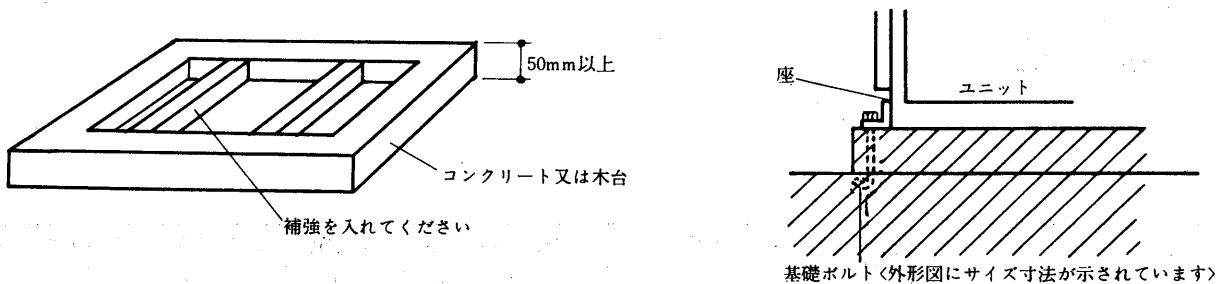 50mm以上
コンクリート又は木台
補強を入れてください
座
ユニット
基礎ボルト〈外形図にサイズ寸法が示されています〉